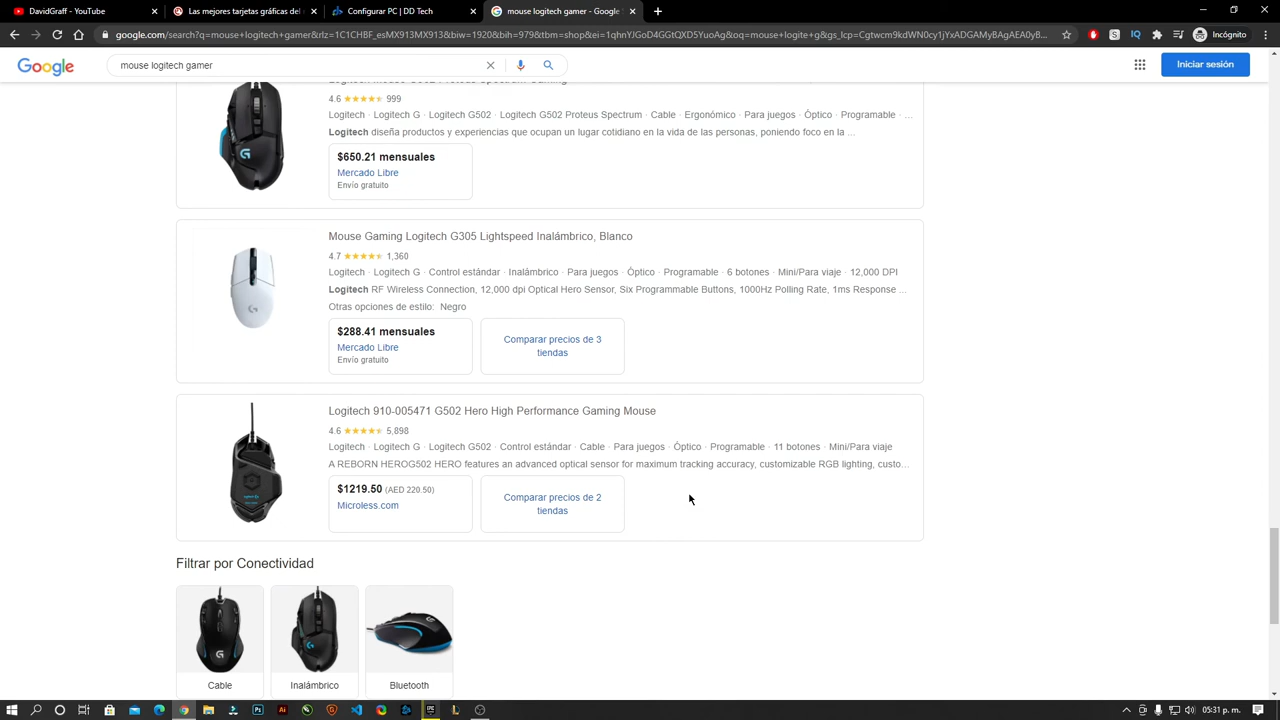 DavidGraff - YouTube
Las mejores tarjetas gráficas del
Configurar PC | DD Tech
mouse logitech gamer - Google S
google.com/search?q=mouse+logitech+gamer&rlz=1C1CHBF_esMX913MX913&biw=1920&bih=979&tbm=shop&ei=1qhnYJGoD4GGtQXD5YuoAg&oq=mouse+logite+g&gs_lcp=Cgtwcm9kdWN0cy1jYxADGAMyBggAEA0yB...
Incógnito
Google
mouse logitech gamer
Iniciar sesión
4.6 ★★★★★ 999
Logitech · Logitech G · Logitech G502 · Logitech G502 Proteus Spectrum · Cable · Ergonómico · Para juegos · Óptico · Programable · ...
Logitech diseña productos y experiencias que ocupan un lugar cotidiano en la vida de las personas, poniendo foco en la ...
$650.21 mensuales
Mercado Libre
Envío gratuito
Mouse Gaming Logitech G305 Lightspeed Inalámbrico, Blanco
4.7 ★★★★★ 1,360
Logitech · Logitech G · Control estándar · Inalámbrico · Para juegos · Óptico · Programable · 6 botones · Mini/Para viaje · 12,000 DPI
Logitech RF Wireless Connection, 12,000 dpi Optical Hero Sensor, Six Programmable Buttons, 1000Hz Polling Rate, 1ms Response ...
Otras opciones de estilo: Negro
$288.41 mensuales
Mercado Libre
Envío gratuito
Comparar precios de 3
tiendas
Logitech 910-005471 G502 Hero High Performance Gaming Mouse
4.6 ★★★★★ 5,898
Logitech · Logitech G · Logitech G502 · Control estándar · Cable · Para juegos · Óptico · Programable · 11 botones · Mini/Para viaje
A REBORN HEROG502 HERO features an advanced optical sensor for maximum tracking accuracy, customizable RGB lighting, custo...
$1219.50 (AED 220.50)
Microless.com
Comparar precios de 2
tiendas
Filtrar por Conectividad
Cable
Inalámbrico
Bluetooth
05:31 p. m.